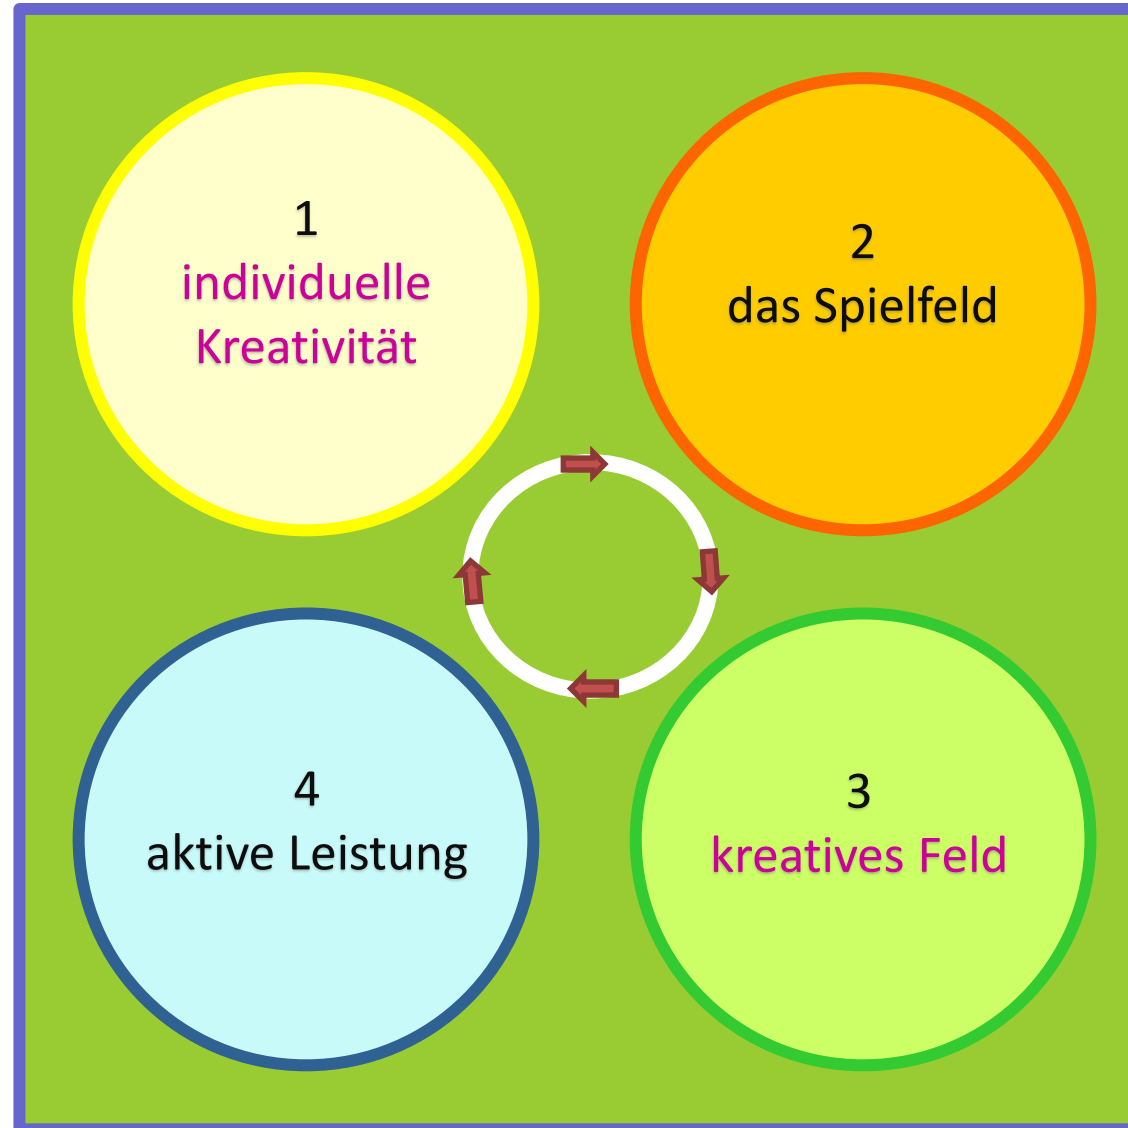 1
individuelle
Kreativität
2
das Spielfeld
4
aktive Leistung
3
kreatives Feld